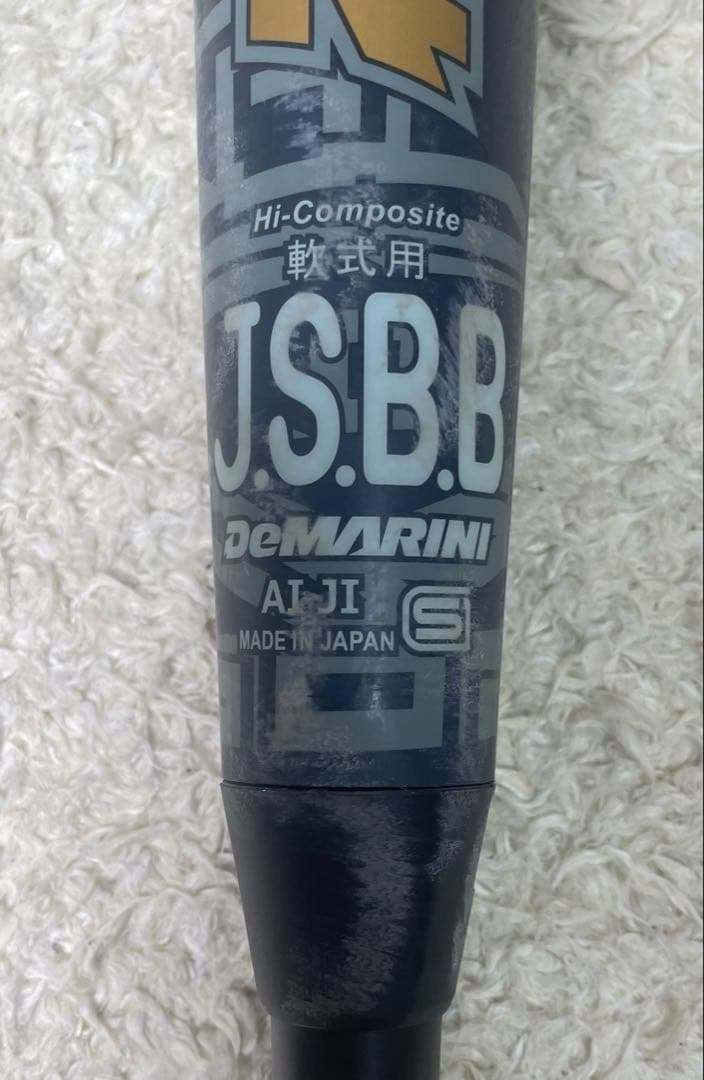 Hi-Composite
軟式用
J.S.B.B
DeMARINI
AI JI
S
MADE IN JAPAN